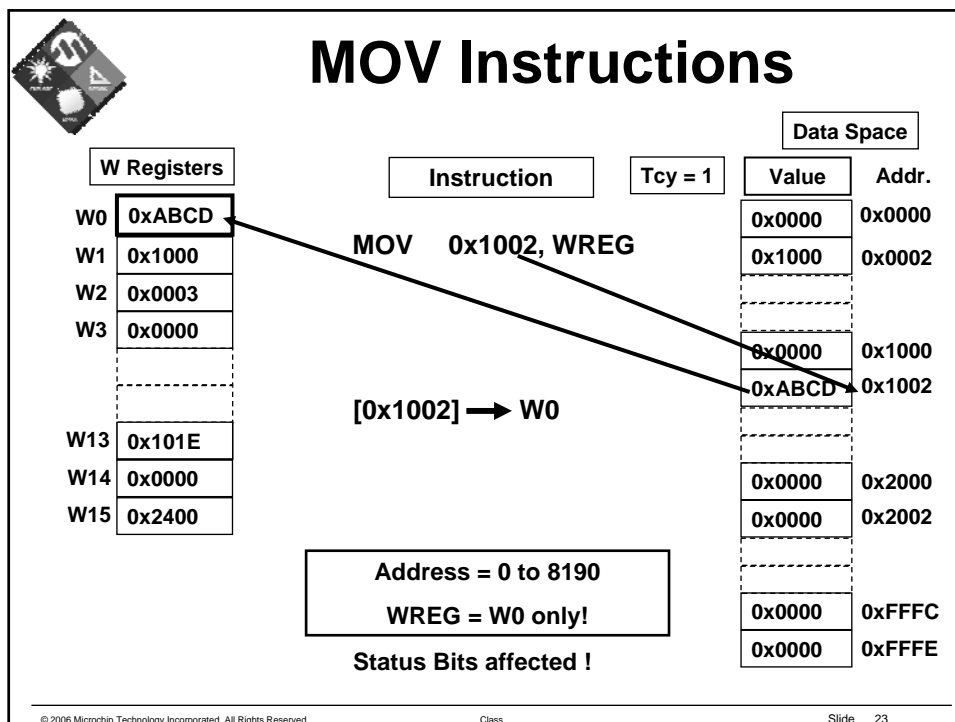 MOV Instructions
Data Space
W Registers
Instruction
Tcy = 1
Value Addr.
W0 0xABCD
W1 0x1000
W2 0x0003
W3 0x0000
W13 0x101E
W14 0x0000
W15 0x2400
MOV 0x1002, WREG
[0x1002] → W0
0x0000 0x0000
0x1000 0x0002
0x0000 0x1000
0xABCD 0x1002
0x0000 0x2000
0x0000 0x2002
0x0000 0xFFFC
0x0000 0xFFFE
Address = 0 to 8190
WREG = W0 only!
Status Bits affected !
© 2006 Microchip Technology Incorporated. All Rights Reserved. Class Slide 23